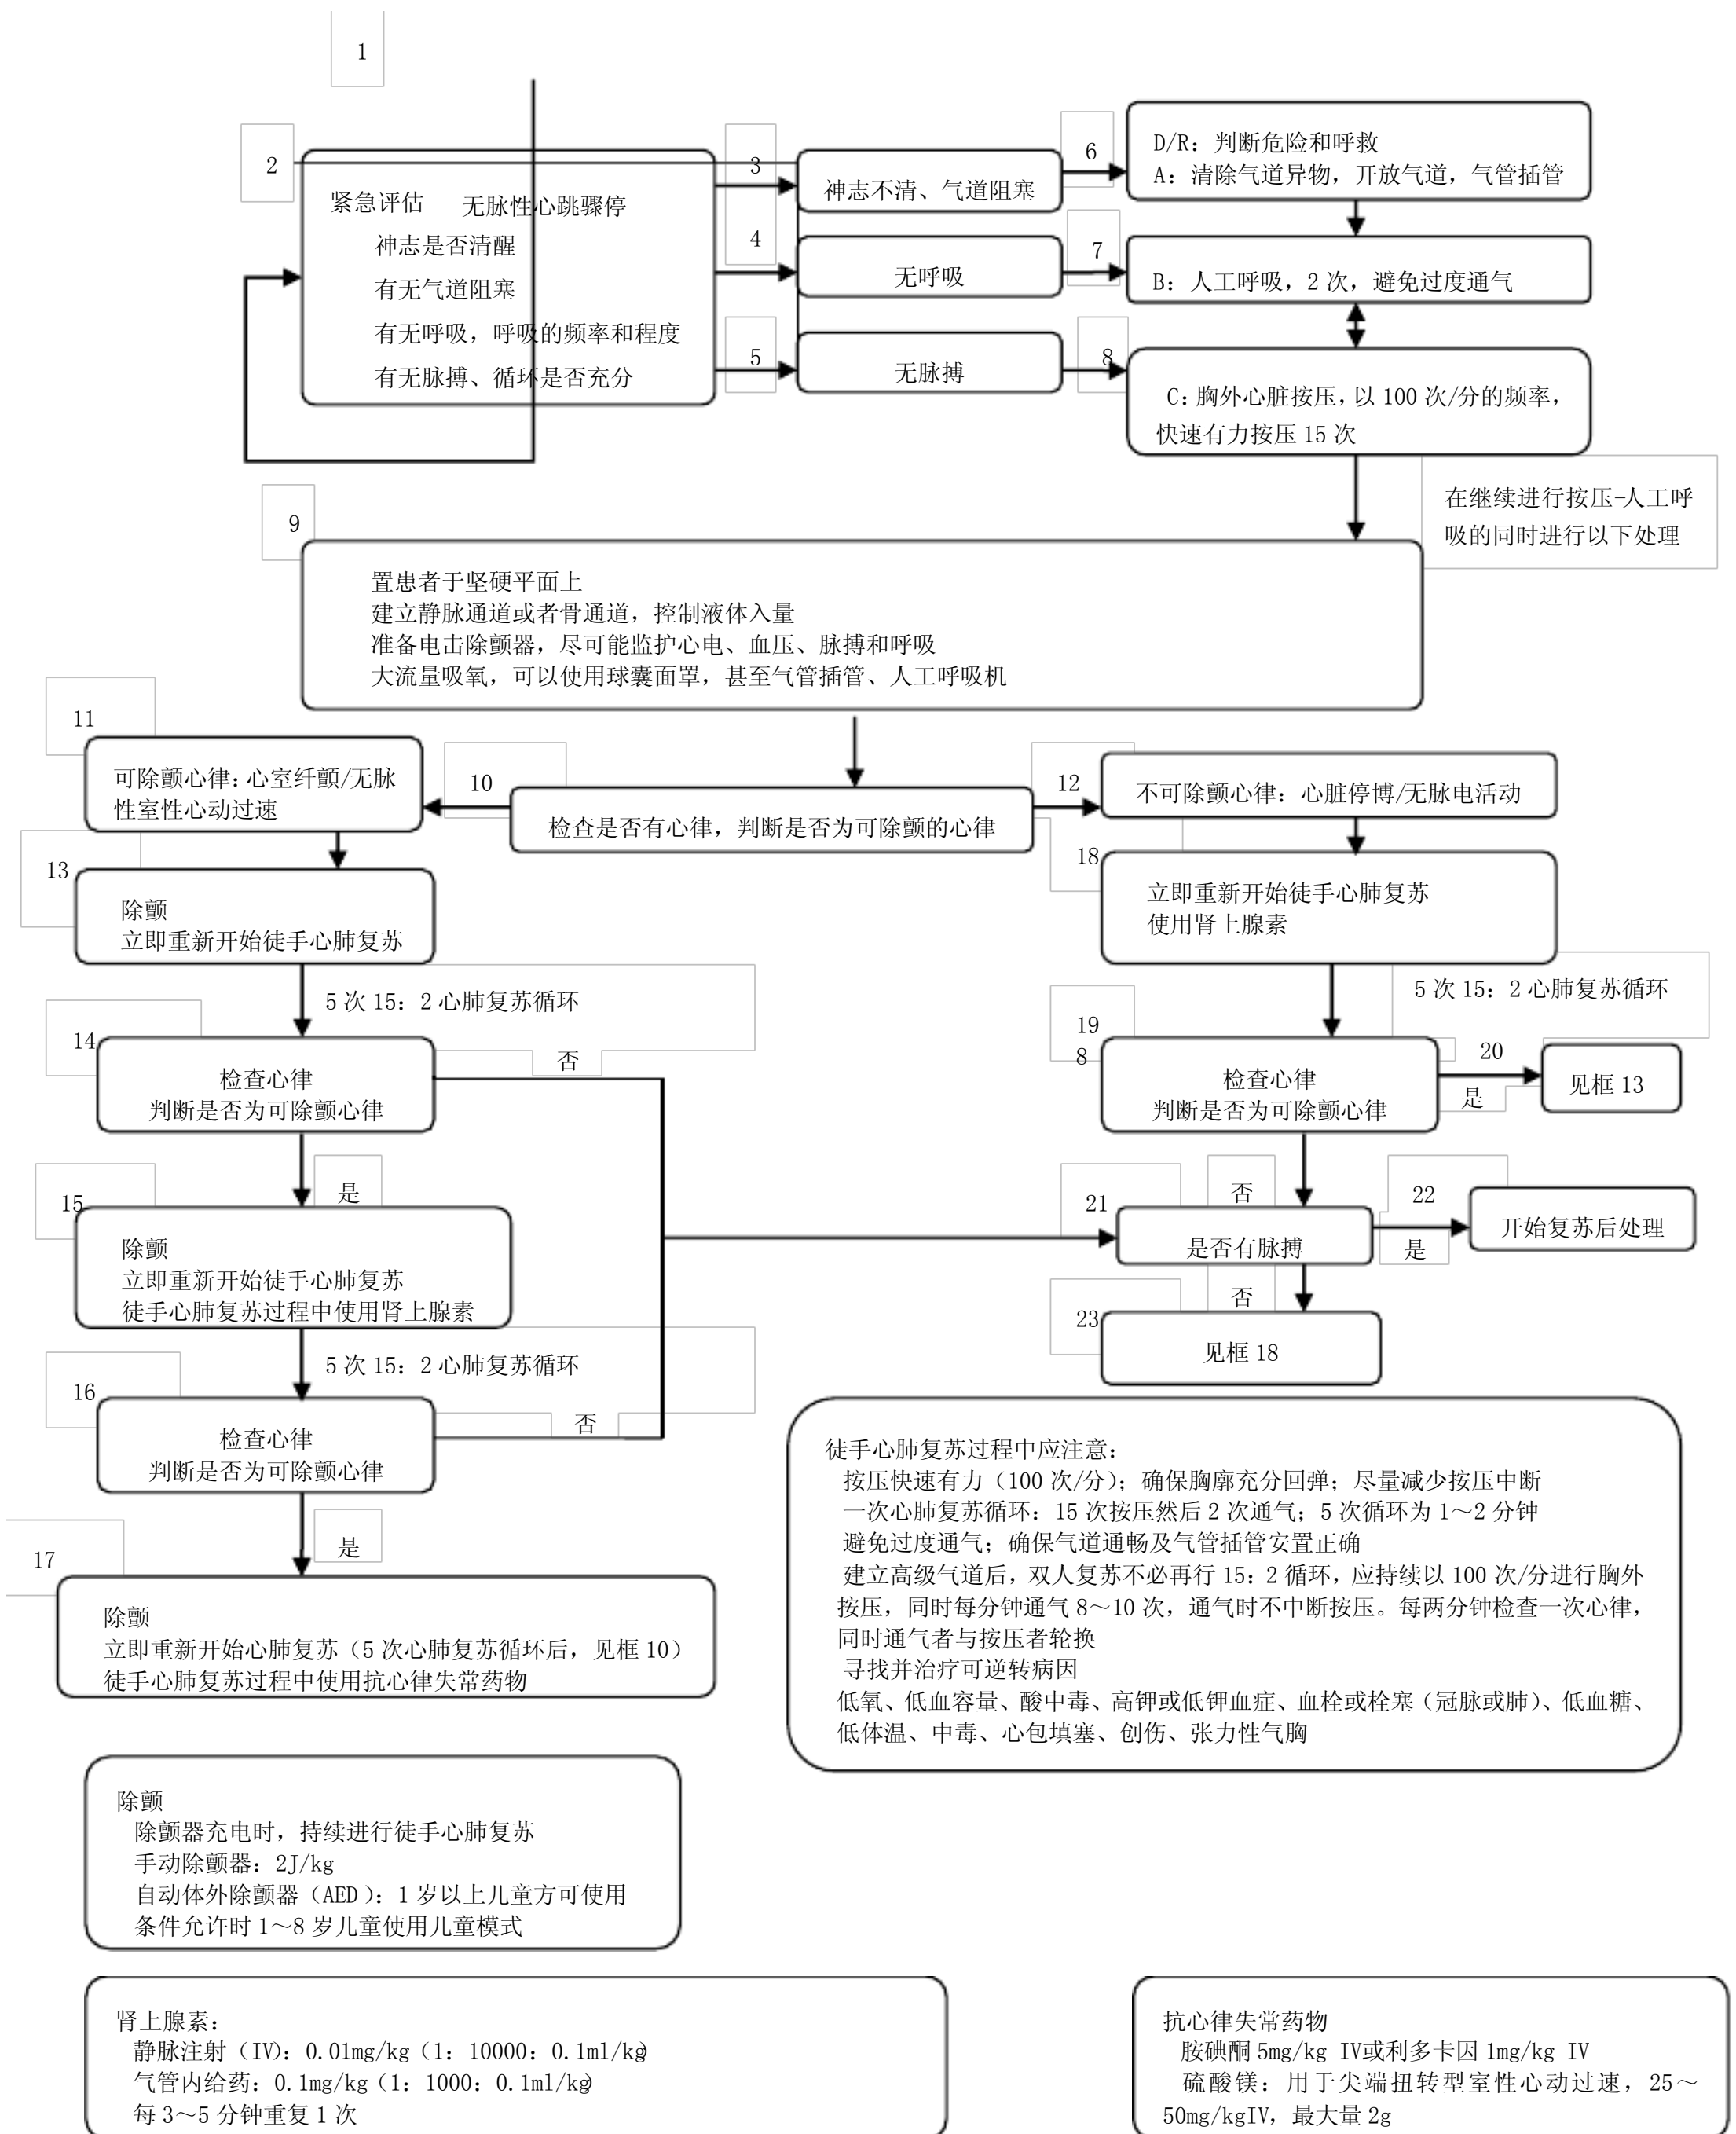 1
2
紧急评估 无脉性心跳骤停
神志是否清醒
有无气道阻塞
有无呼吸，呼吸的频率和程度
有无脉搏、循环是否充分
3
神志不清、气道阻塞
4
无呼吸
5
无脉搏
6
D/R：判断危险和呼救
A：清除气道异物，开放气道，气管插管
7
B：人工呼吸，2 次，避免过度通气
8
C：胸外心脏按压，以 100 次/分的频率，
快速有力按压 15 次
在继续进行按压-人工呼
吸的同时进行以下处理
9
置患者于坚硬平面上
建立静脉通道或者骨通道，控制液体入量
准备电击除颤器，尽可能监护心电、血压、脉搏和呼吸
大流量吸氧，可以使用球囊面罩，甚至气管插管、人工呼吸机
11
可除颤心律：心室纤颤/无脉
性室性心动过速
10
检查是否有心律，判断是否为可除颤的心律
12
不可除颤心律：心脏停博/无脉电活动
13
除颤
立即重新开始徒手心肺复苏
18
立即重新开始徒手心肺复苏
使用肾上腺素
5 次 15：2 心肺复苏循环
5 次 15：2 心肺复苏循环
14
检查心律
判断是否为可除颤心律
否
19
8
检查心律
判断是否为可除颤心律
20
是
见框 13
是
15
除颤
立即重新开始徒手心肺复苏
徒手心肺复苏过程中使用肾上腺素
否
21
是否有脉搏
22
是
开始复苏后处理
否
23
见框 18
5 次 15：2 心肺复苏循环
16
检查心律
判断是否为可除颤心律
否
是
17
除颤
立即重新开始心肺复苏（5 次心肺复苏循环后，见框 10）
徒手心肺复苏过程中使用抗心律失常药物
徒手心肺复苏过程中应注意：
按压快速有力（100 次/分）；确保胸廓充分回弹；尽量减少按压中断
一次心肺复苏循环：15 次按压然后 2 次通气；5 次循环为 1～2 分钟
避免过度通气；确保气道通畅及气管插管安置正确
建立高级气道后，双人复苏不必再行 15：2 循环，应持续以 100 次/分进行胸外
按压，同时每分钟通气 8～10 次，通气时不中断按压。每两分钟检查一次心律，
同时通气者与按压者轮换
寻找并治疗可逆转病因
低氧、低血容量、酸中毒、高钾或低钾血症、血栓或栓塞（冠脉或肺）、低血糖、
低体温、中毒、心包填塞、创伤、张力性气胸
除颤
除颤器充电时，持续进行徒手心肺复苏
手动除颤器：2J/kg
自动体外除颤器（AED）：1 岁以上儿童方可使用
条件允许时 1～8 岁儿童使用儿童模式
肾上腺素：
静脉注射（IV）：0.01mg/kg（1：10000：0.1ml/kg）
气管内给药：0.1mg/kg（1：1000：0.1ml/kg）
每 3～5 分钟重复 1 次
抗心律失常药物
胺碘酮 5mg/kg IV或利多卡因 1mg/kg IV
硫酸镁：用于尖端扭转型室性心动过速，25～
50mg/kgIV，最大量 2g